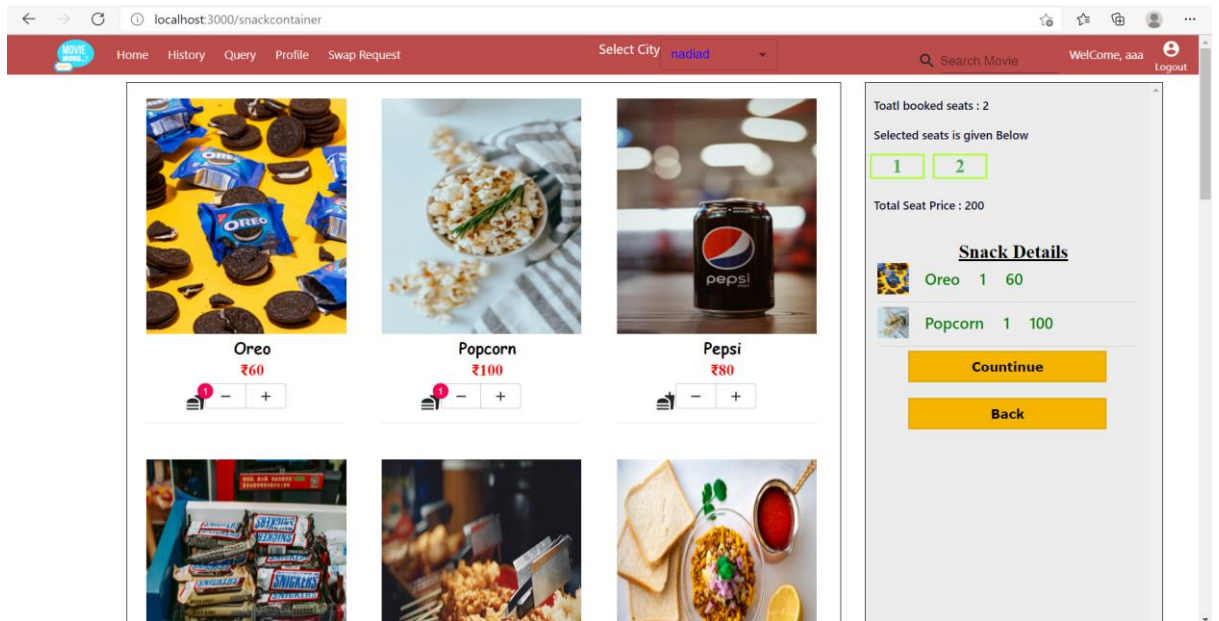 localhost:3000/snackcontainer
MOVIE
Home History Query Profile Swap Request
Select City nadiad
Search Movie
WelCome, aaa
Logout
OREO
OREO
pepsi
Oreo
₹60
1 − +
Popcorn
₹100
1 − +
Pepsi
₹80
− +
SNICKERS
SNICKERS
SNICKERS
Toatl booked seats : 2
Selected seats is given Below
1 2
Total Seat Price : 200
Snack Details
Oreo 1 60
Popcorn 1 100
Countinue
Back